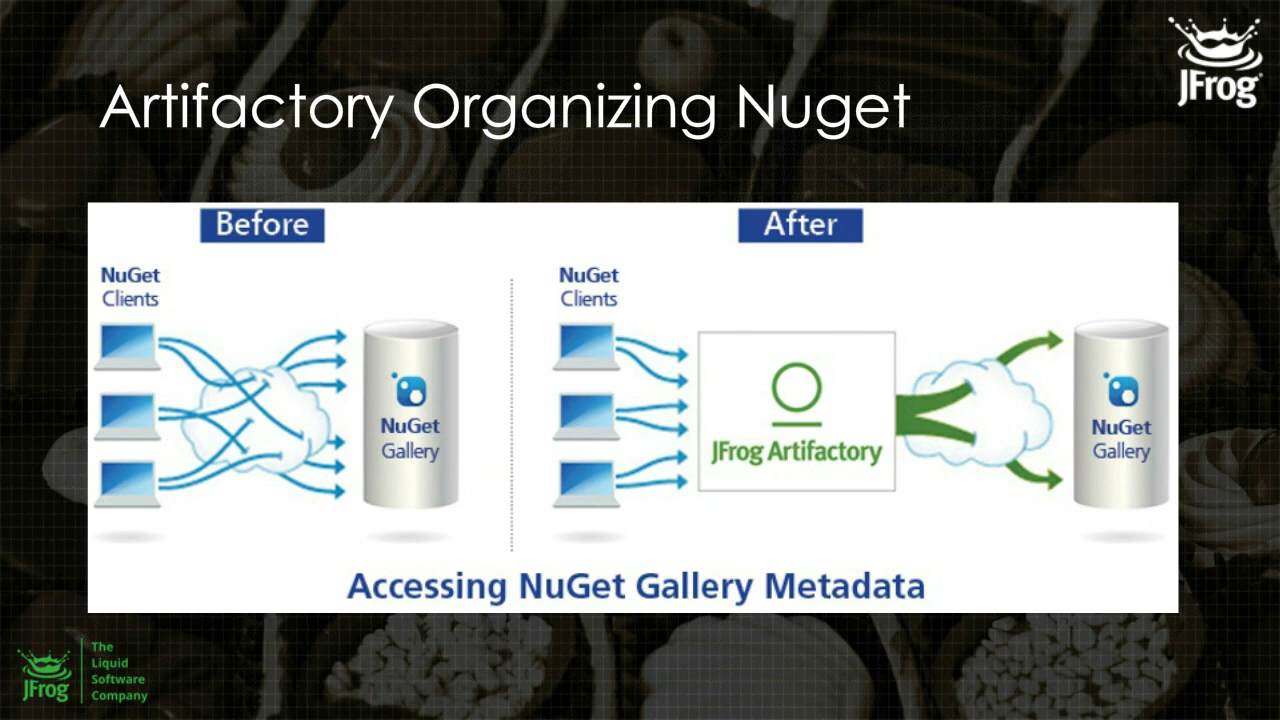 JFrog
Artifactory Organizing Nuget
Before
After
NuGet
Clients
NuGet
Gallery
NuGet
Clients
JFrog Artifactory
NuGet
Gallery
Accessing NuGet Gallery Metadata
JFrog
The
Liquid
Software
Company